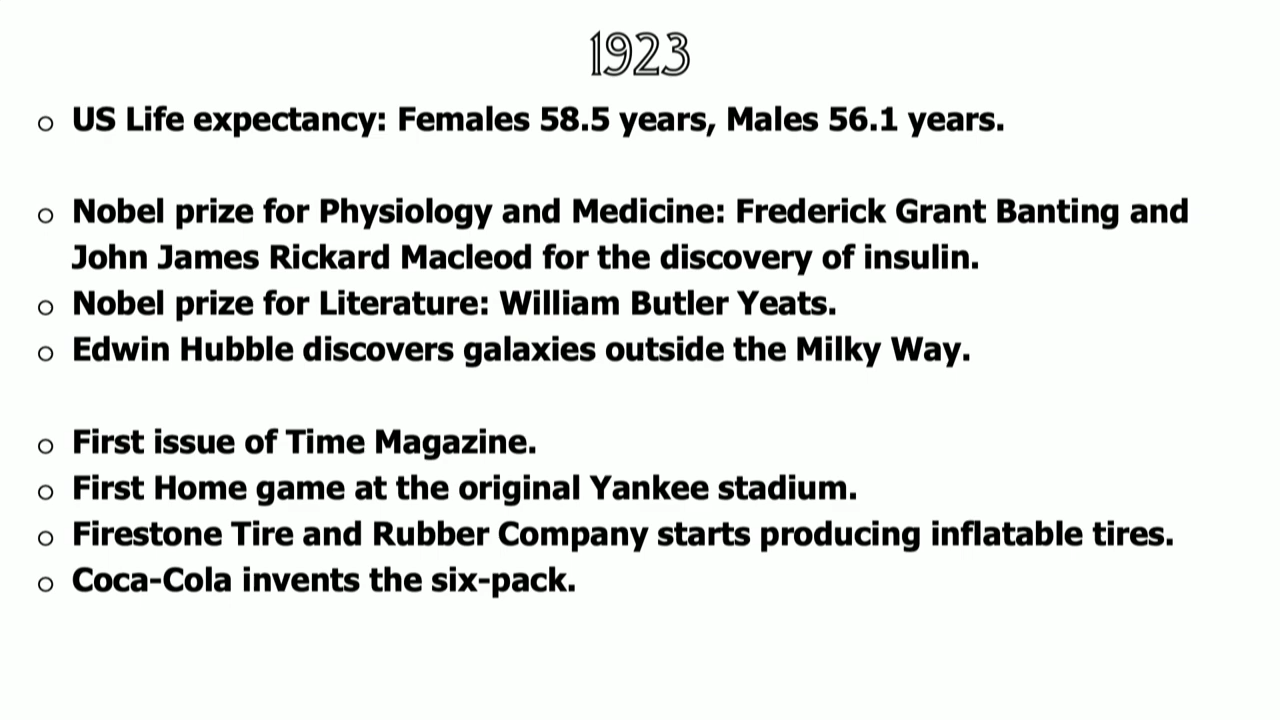 1923
○ US Life expectancy: Females 58.5 years, Males 56.1 years.
○ Nobel prize for Physiology and Medicine: Frederick Grant Banting and
John James Rickard Macleod for the discovery of insulin.
○ Nobel prize for Literature: William Butler Yeats.
○ Edwin Hubble discovers galaxies outside the Milky Way.
○ First issue of Time Magazine.
○ First Home game at the original Yankee stadium.
○ Firestone Tire and Rubber Company starts producing inflatable tires.
○ Coca-Cola invents the six-pack.